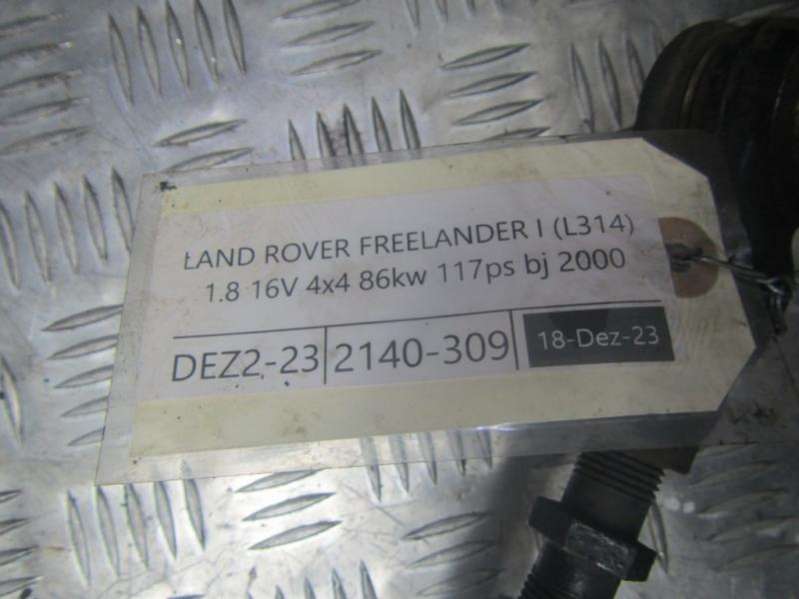 LAND ROVER FREELANDER I (L314)
1.8 16V 4x4 86kw 117ps bj 2000
DEZ2-23 2140-309 18-Dez-23